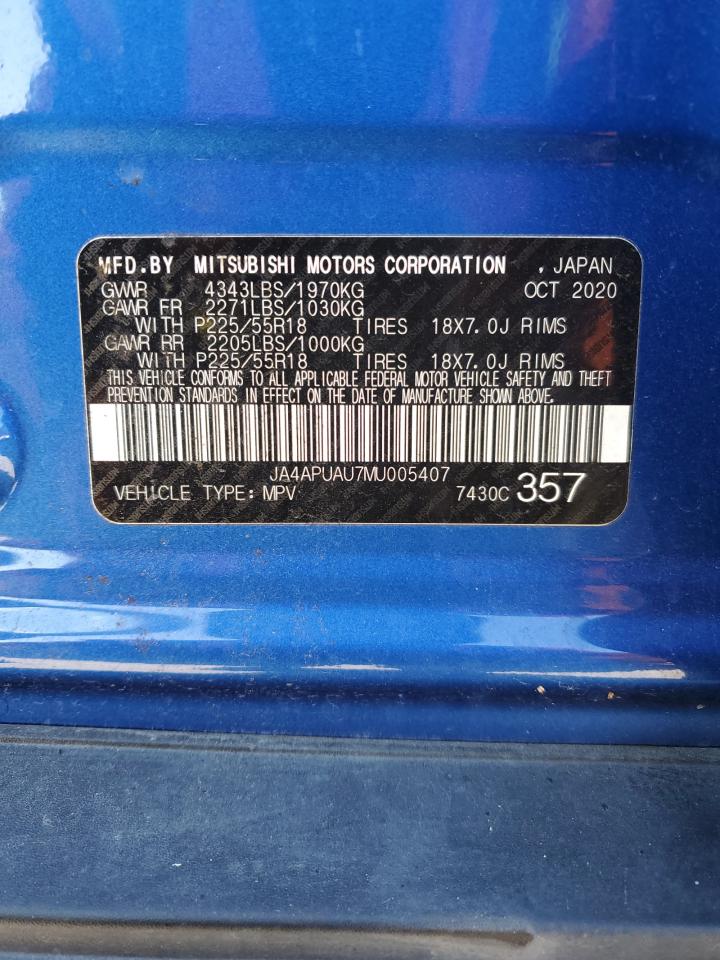 MFD.BY MITSUBISHI MOTORS CORPORATION , JAPAN
GVWR 4343LBS/1970KG OCT 2020
GAWR FR 2271LBS/1030KG
WITH P225/55R18 TIRES 18X7.0J RIMS
GAWR RR 2205LBS/1000KG
WITH P225/55R18 TIRES 18X7.0J RIMS
THIS VEHICLE CONFORMS TO ALL APPLICABLE FEDERAL MOTOR VEHICLE SAFETY AND THEFT
PREVENTION STANDARDS IN EFFECT ON THE DATE OF MANUFACTURE SHOWN ABOVE.
JA4APUAU7MU005407
VEHICLE TYPE: MPV 7430C 357